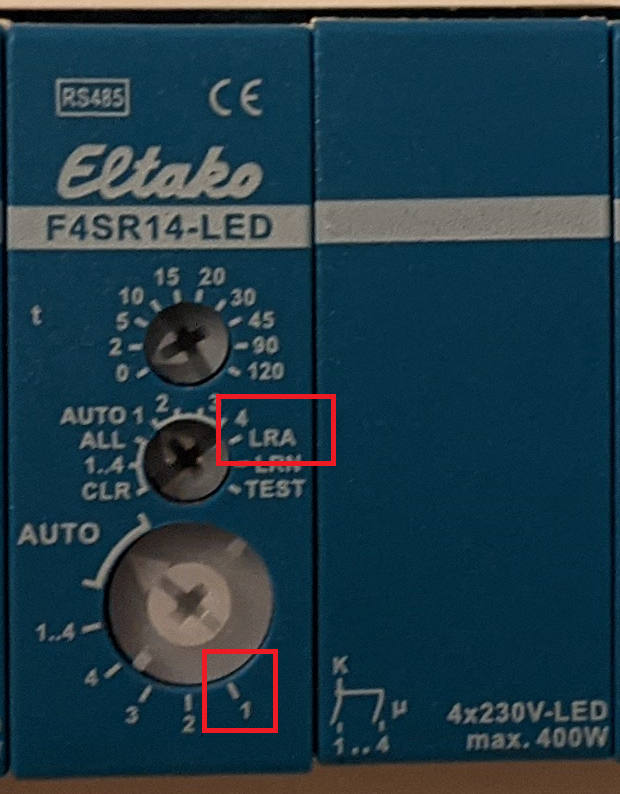 RS485 CE
Eltako
F4SR14-LED
t
15 20
10 30
5 45
2 90
0 120
AUTO 1 2 3 4
ALL LRA
1..4 LRN
CLR TEST
AUTO
1..4
4
3
2
1
K
μ
1..4
4x230V-LED
max. 400W